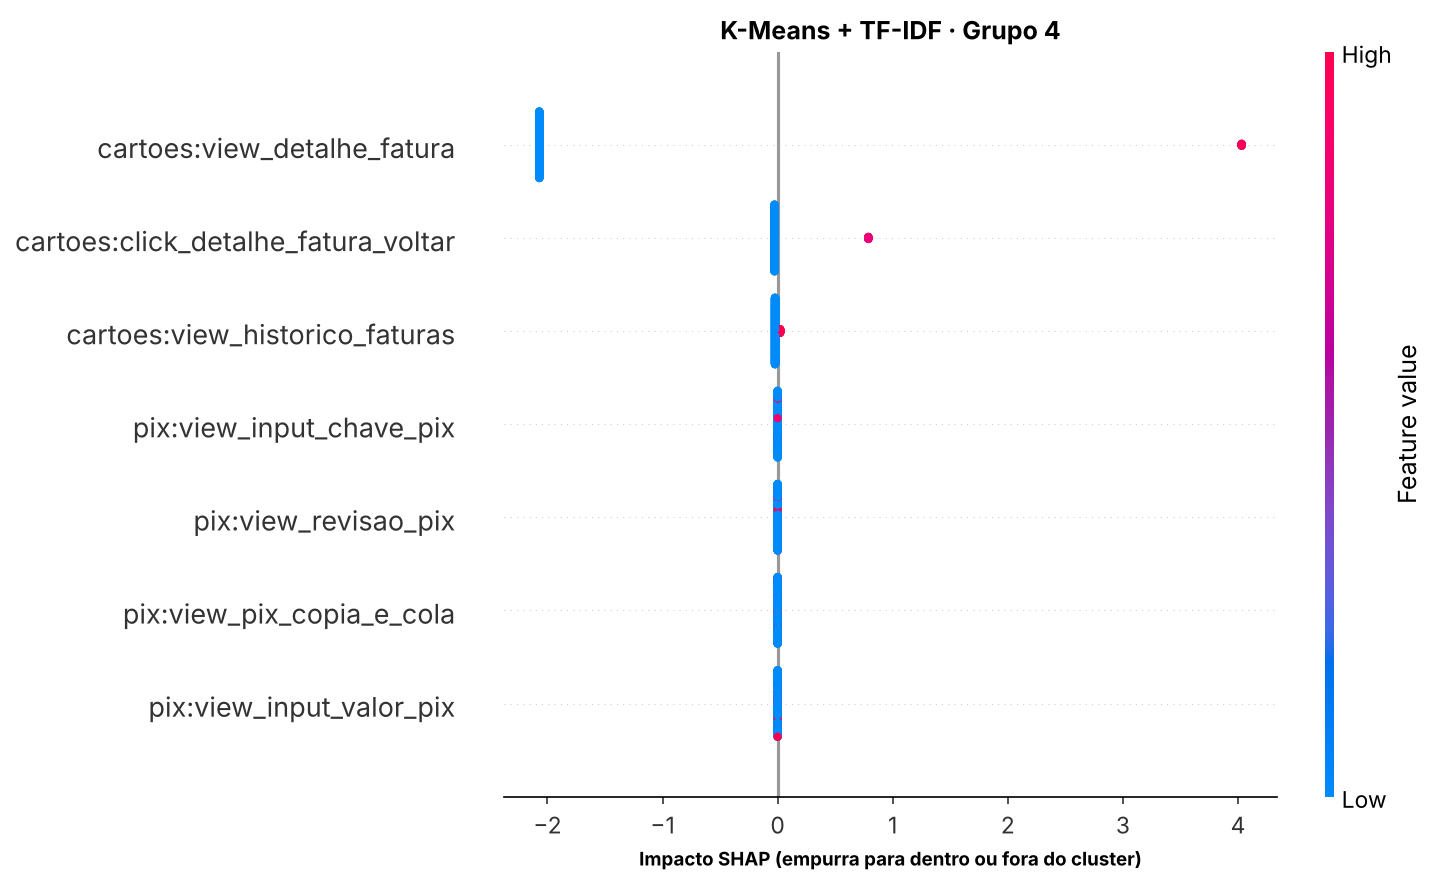 K-Means + TF-IDF · Grupo 4
High
cartoes:view_detalhe_fatura
cartoes:click_detalhe_fatura_voltar
cartoes:view_historico_faturas
pix:view_input_chave_pix
pix:view_revisao_pix
pix:view_pix_copia_e_cola
pix:view_input_valor_pix
Feature value
Low
−2 −1 0 1 2 3 4
Impacto SHAP (empurra para dentro ou fora do cluster)